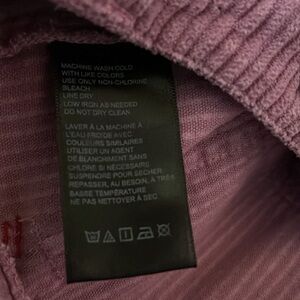 MACHINE WASH COLD
WITH LIKE COLORS
USE ONLY NON-CHLORINE
BLEACH
LINE DRY
LOW IRON AS NEEDED
DO NOT DRY CLEAN
LAVER À LA MACHINE À
L'EAU FROIDE AVEC
COULEURS SIMILAIRES
UTILISER UN AGENT
DE BLANCHIMENT SANS
CHLORE SI NÉCESSAIRE
SUSPENDRE POUR SÉCHER
REPASSER, AU BESOIN, À TRÈS
BASSE TEMPÉRATURE
NE PAS NETTOYER À SEC